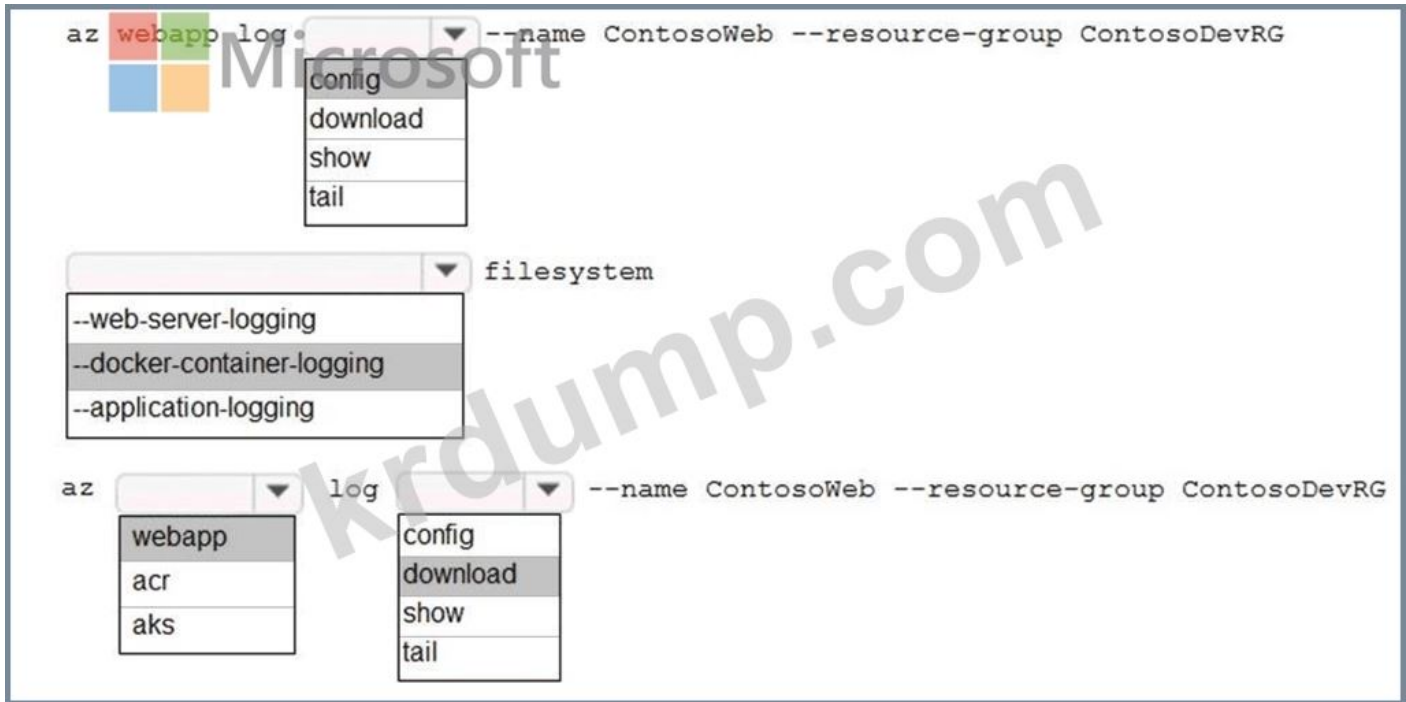 az webapp log --name ContosoWeb --resource-group ContosoDevRG
Microsoft
config
download
show
tail
filesystem
--web-server-logging
--docker-container-logging
--application-logging
krdump.com
az log --name ContosoWeb --resource-group ContosoDevRG
webapp
acr
aks
config
download
show
tail